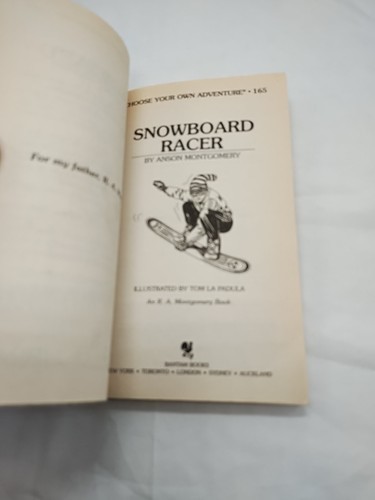 For my father, R. A.
CHOOSE YOUR OWN ADVENTURE® • 165
SNOWBOARD
RACER
BY ANSON MONTGOMERY
ILLUSTRATED BY TOM LA PADULA
An R. A. Montgomery Book
BANTAM BOOKS
NEW YORK • TORONTO • LONDON • SYDNEY • AUCKLAND